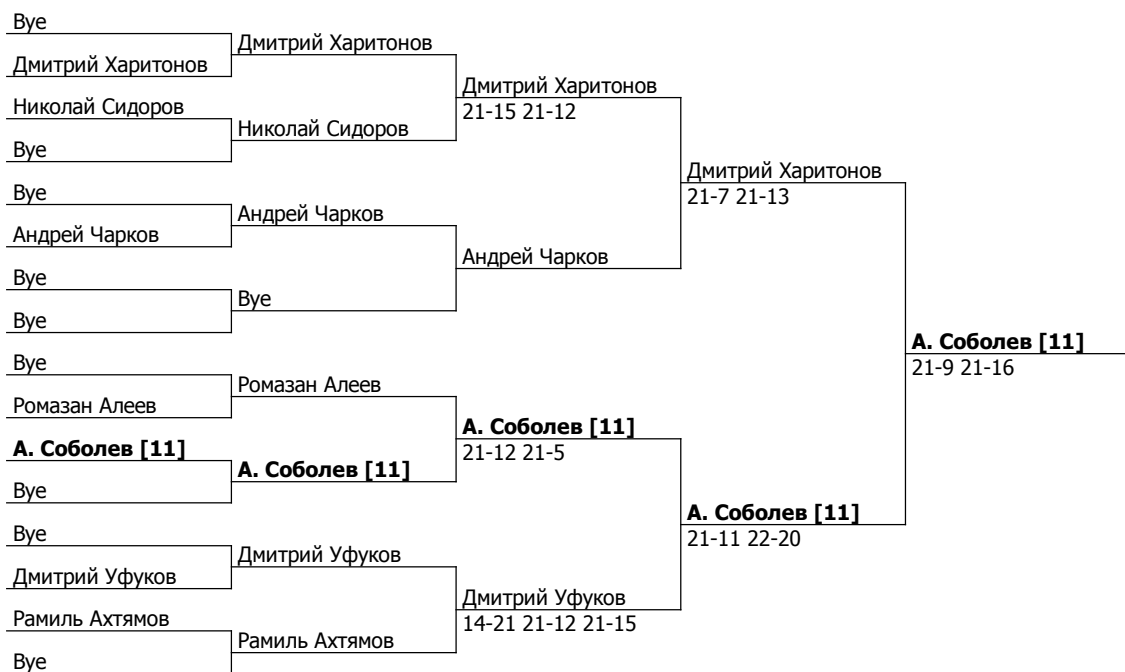 Bye
Дмитрий Харитонов
Николай Сидоров
Bye
Bye
Андрей Чарков
Bye
Bye
Bye
Ромазан Алеев
А. Соболев [11]
Bye
Bye
Дмитрий Уфуков
Рамиль Ахтямов
Bye
Дмитрий Харитонов
Николай Сидоров
Андрей Чарков
Bye
Ромазан Алеев
А. Соболев [11]
Дмитрий Уфуков
Рамиль Ахтямов
Дмитрий Харитонов
21-15 21-12
Андрей Чарков
А. Соболев [11]
21-12 21-5
Дмитрий Уфуков
14-21 21-12 21-15
Дмитрий Харитонов
21-7 21-13
А. Соболев [11]
21-11 22-20
А. Соболев [11]
21-9 21-16